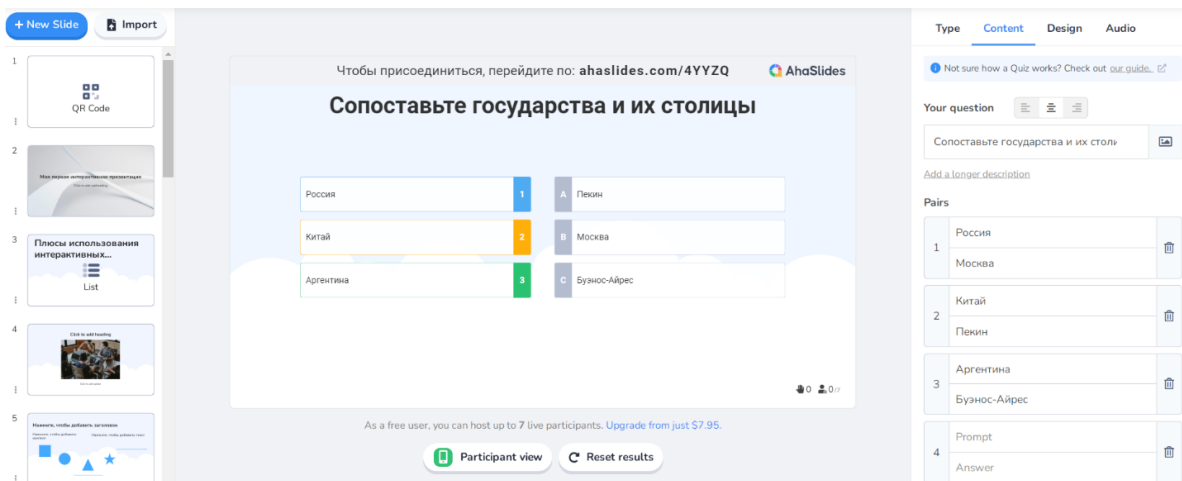 + New Slide
Import
1
QR Code
2
Моя первая интерактивная презентация
3
Плюсы использования
интерактивных...
List
4
Click to add heading
5
Нажмите, чтобы добавить заголовок
Чтобы присоединиться, перейдите по: ahaslides.com/4YYZQ
AhaSlides
Сопоставьте государства и их столицы
Россия 1
A Пекин
Китай 2
B Москва
Аргентина 3
C Буэнос-Айрес
0 0/7
As a free user, you can host up to 7 live participants. Upgrade from just $7.95.
Participant view
Reset results
Type Content Design Audio
Not sure how a Quiz works? Check out our guide.
Your question
Сопоставьте государства и их столи
Add a longer description
Pairs
1
Россия
Москва
2
Китай
Пекин
3
Аргентина
Буэнос-Айрес
4
Prompt
Answer